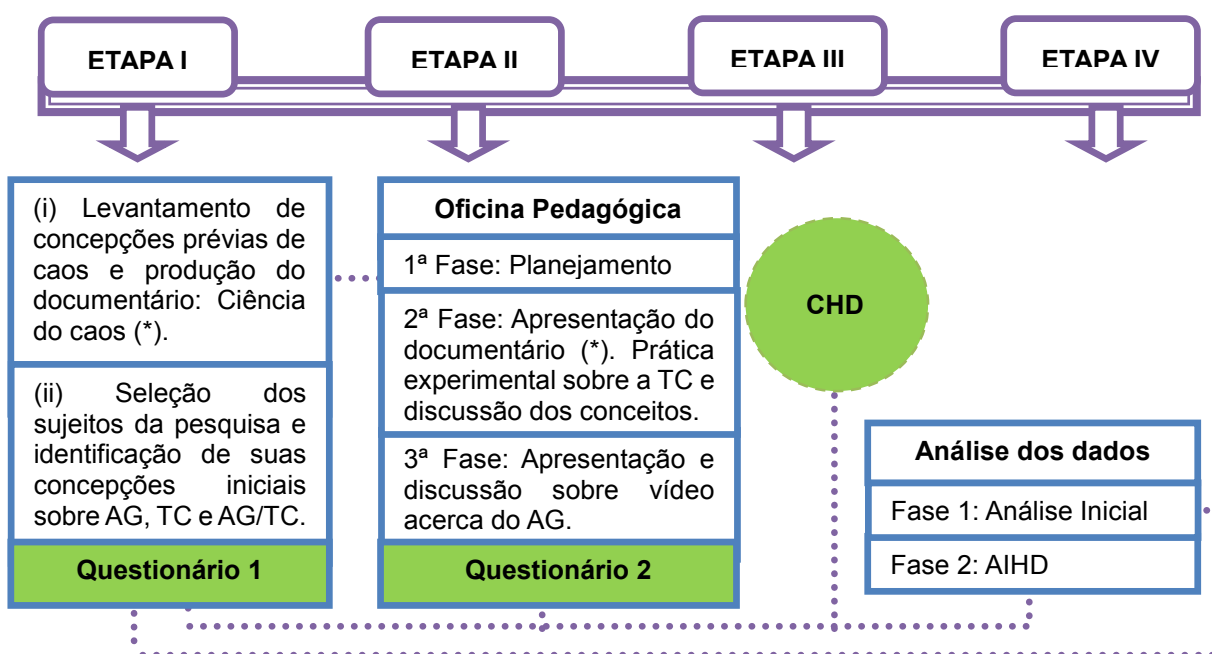 ETAPA I
ETAPA II
ETAPA III
ETAPA IV
(i) Levantamento de
concepções prévias de
caos e produção do
documentário: Ciência
do caos (*).
(ii) Seleção dos
sujeitos da pesquisa e
identificação de suas
concepções iniciais
sobre AG, TC e AG/TC.
Questionário 1
Oficina Pedagógica
1ª Fase: Planejamento
2ª Fase: Apresentação do
documentário (*). Prática
experimental sobre a TC e
discussão dos conceitos.
3ª Fase: Apresentação e
discussão sobre vídeo
acerca do AG.
Questionário 2
CHD
Análise dos dados
Fase 1: Análise Inicial
Fase 2: AIHD